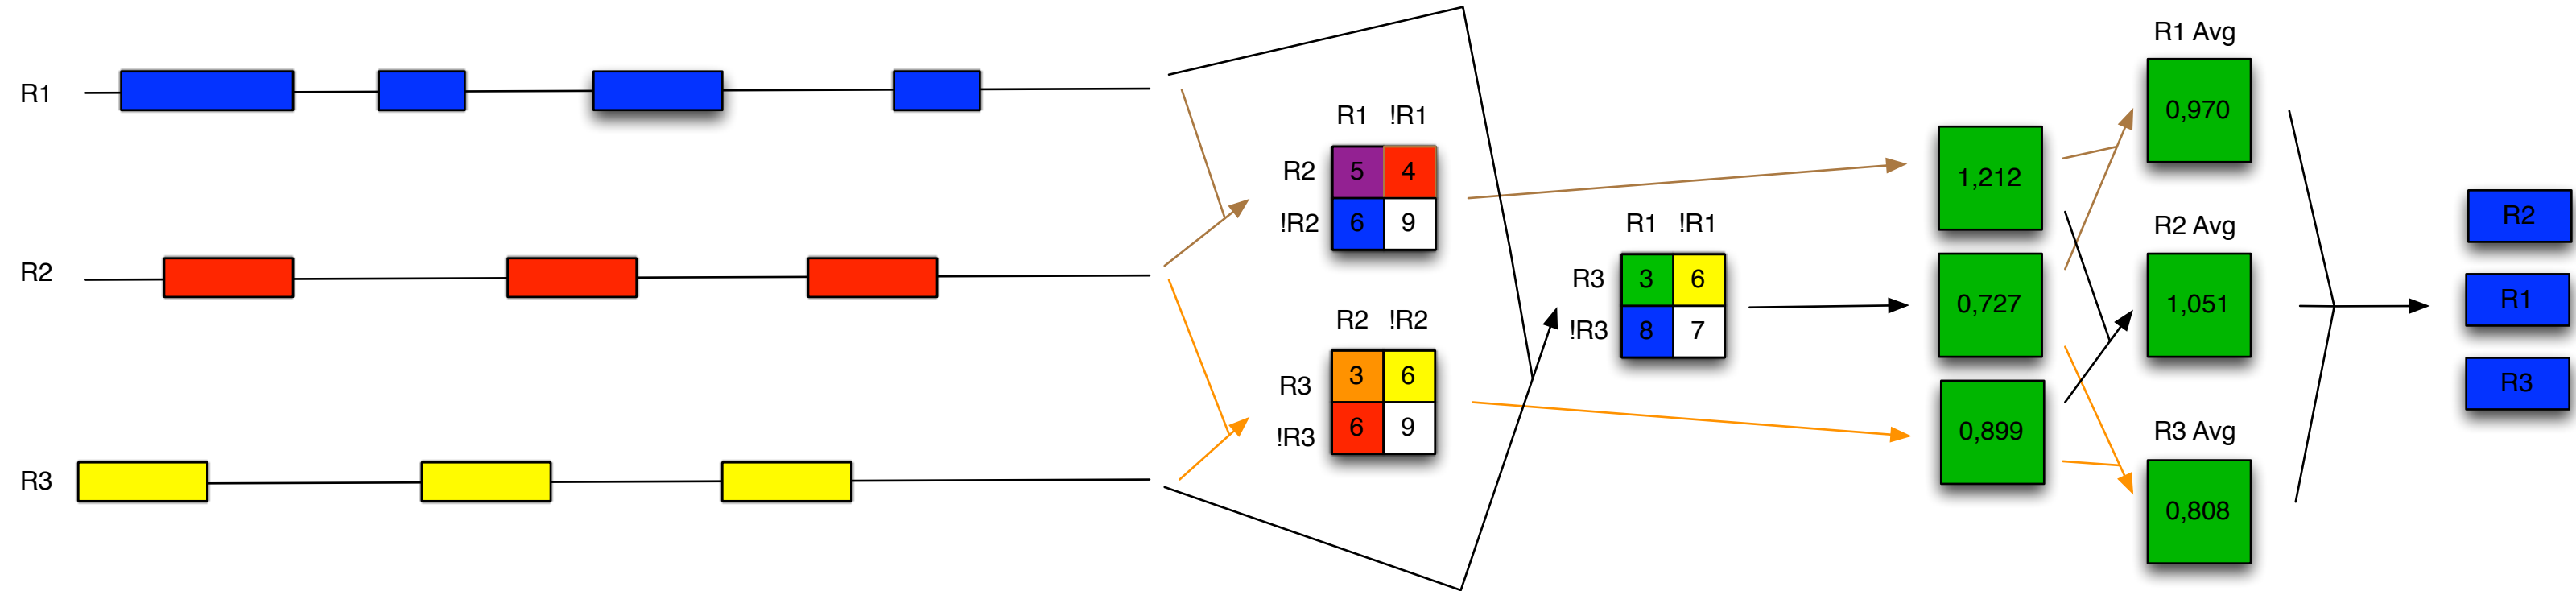 R1
R2
R3
R1 !R1
R2 5 4
!R2 6 9
R2 !R2
R3 3 6
!R3 6 9
R1 !R1
R3 3 6
!R3 8 7
1,212
0,727
0,899
R1 Avg
0,970
R2 Avg
1,051
R3 Avg
0,808
R2
R1
R3